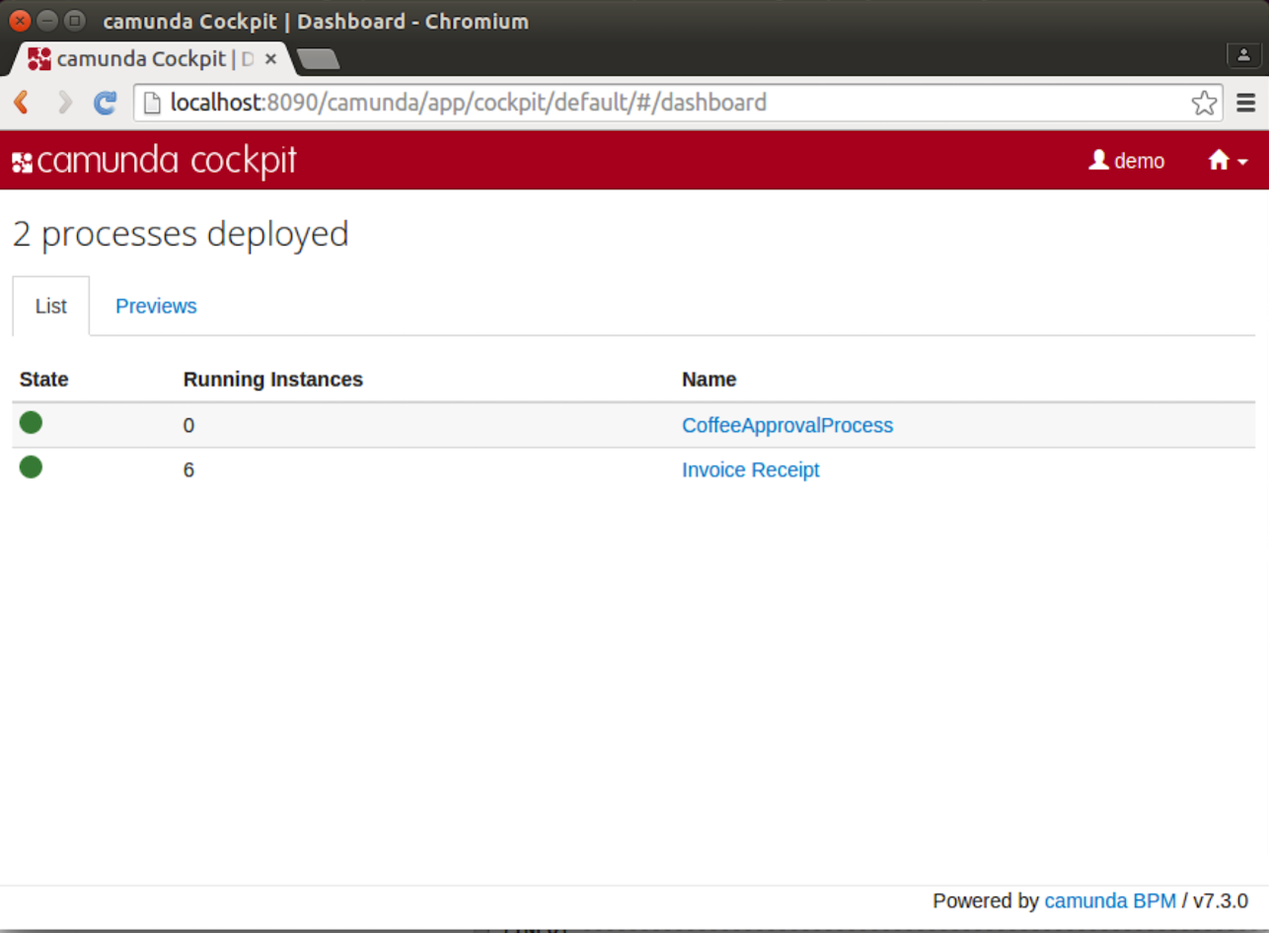 camunda Cockpit | Dashboard - Chromium
camunda Cockpit | D
localhost:8090/camunda/app/cockpit/default/#/dashboard
camunda cockpit demo
2 processes deployed
List Previews
State Running Instances Name
0 CoffeeApprovalProcess
6 Invoice Receipt
Powered by camunda BPM / v7.3.0